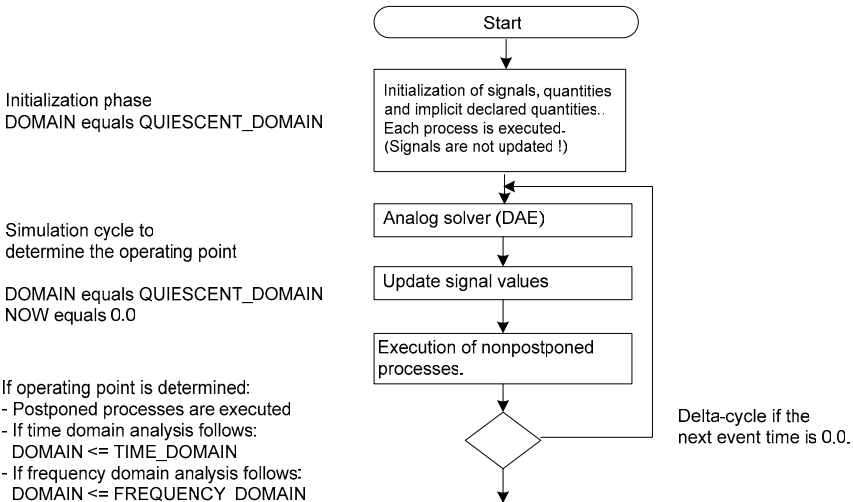 Start
Initialization phase
DOMAIN equals QUIESCENT_DOMAIN
Initialization of signals, quantities
and implicit declared quantities..
Each process is executed.
(Signals are not updated !)
Simulation cycle to
determine the operating point
DOMAIN equals QUIESCENT_DOMAIN
NOW equals 0.0
Analog solver (DAE)
Update signal values
Execution of nonpostponed
processes.
If operating point is determined:
- Postponed processes are executed
- If time domain analysis follows:
DOMAIN <= TIME_DOMAIN
- If frequency domain analysis follows:
DOMAIN <= FREQUENCY_DOMAIN
Delta-cycle if the
next event time is 0.0.